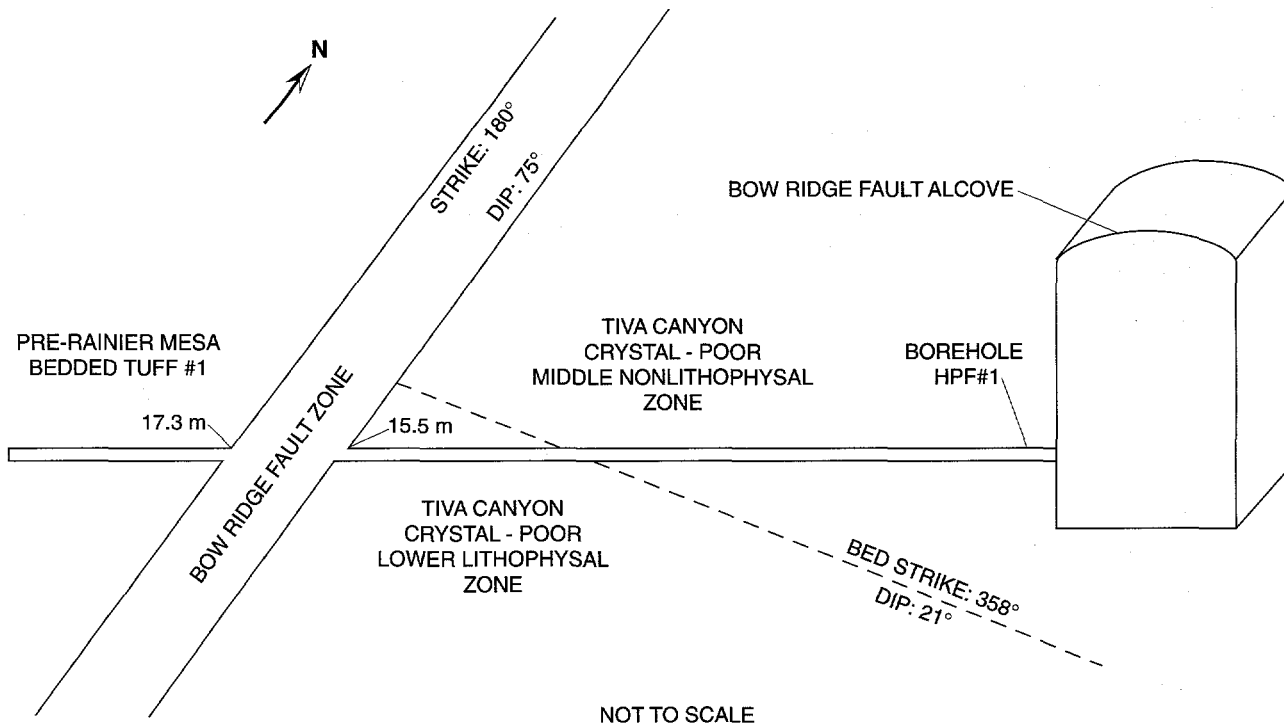 N
STRIKE: 180°
DIP: 75°
BOW RIDGE FAULT ALCOVE
PRE-RAINIER MESA
BEDDED TUFF #1
TIVA CANYON
CRYSTAL - POOR
MIDDLE NONLITHOPHYSAL
ZONE
BOREHOLE
HPF#1
17.3 m
15.5 m
BOW RIDGE FAULT ZONE
TIVA CANYON
CRYSTAL - POOR
LOWER LITHOPHYSAL
ZONE
BED STRIKE: 358°
DIP: 21°
NOT TO SCALE